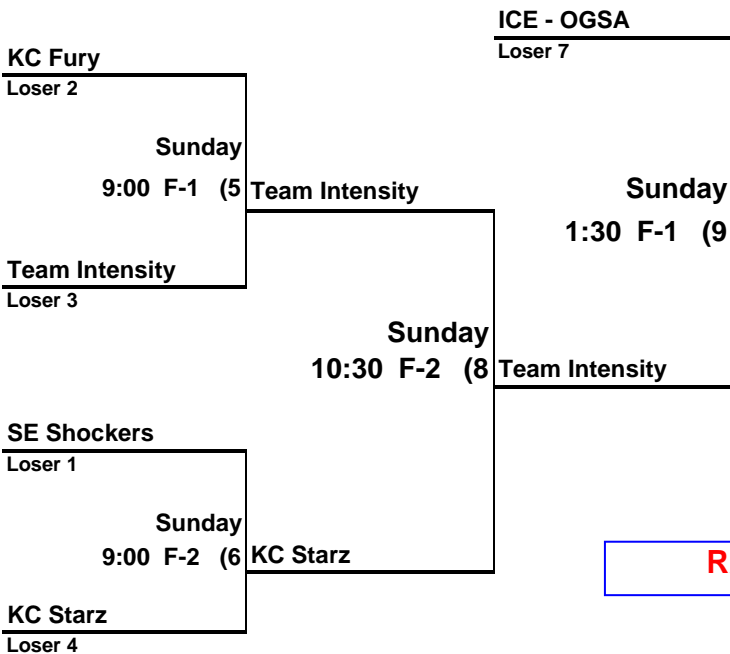 ICE - OGSA
Loser 7
KC Fury
Loser 2
Sunday
9:00 F-1 (5
Team Intensity
Sunday
1:30 F-1 (9
Team Intensity
Loser 3
Sunday
10:30 F-2 (8
Team Intensity
SE Shockers
Loser 1
Sunday
9:00 F-2 (6
KC Starz
R
KC Starz
Loser 4